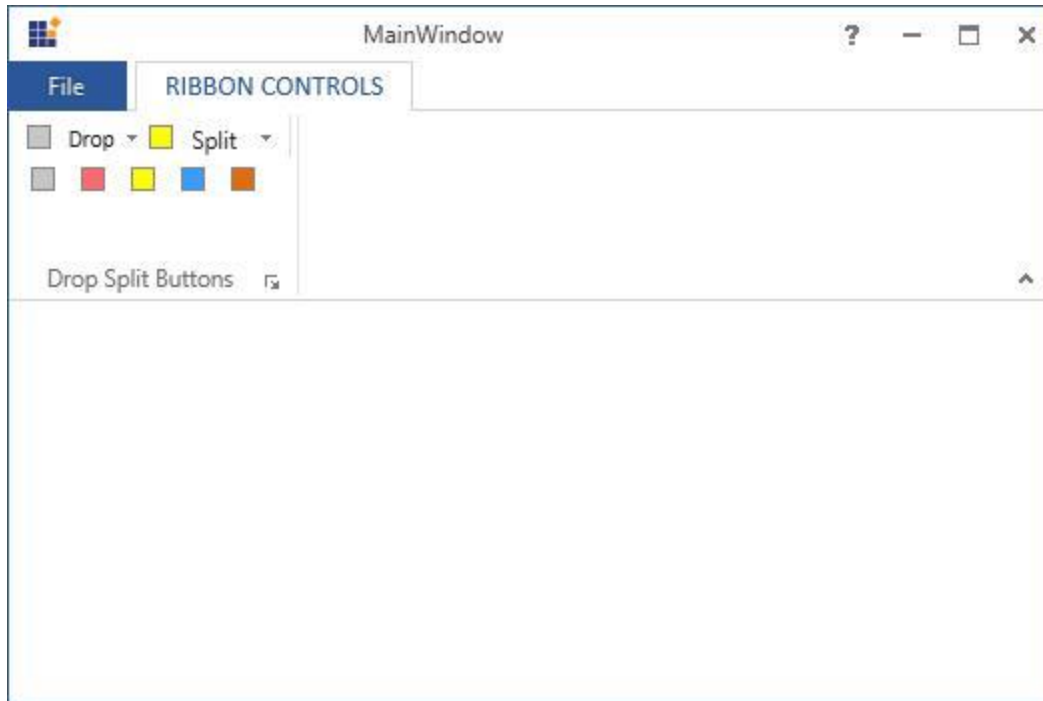 MainWindow ?
File RIBBON CONTROLS
Drop Split
Drop Split Buttons